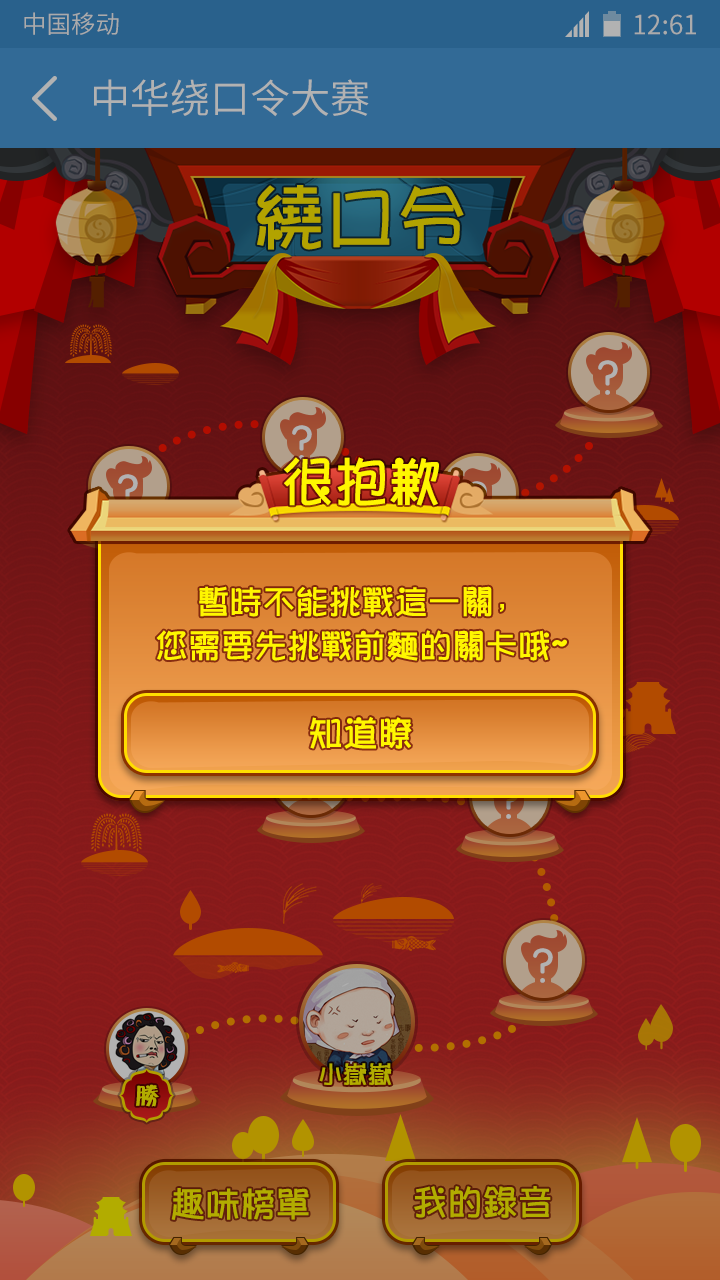 中国移动 12:61
中华绕口令大赛
繞口令
很抱歉
暫時不能挑戰這一關，
您需要先挑戰前麵的關卡哦~
知道瞭
小嶽嶽
勝
趣味榜單
我的錄音